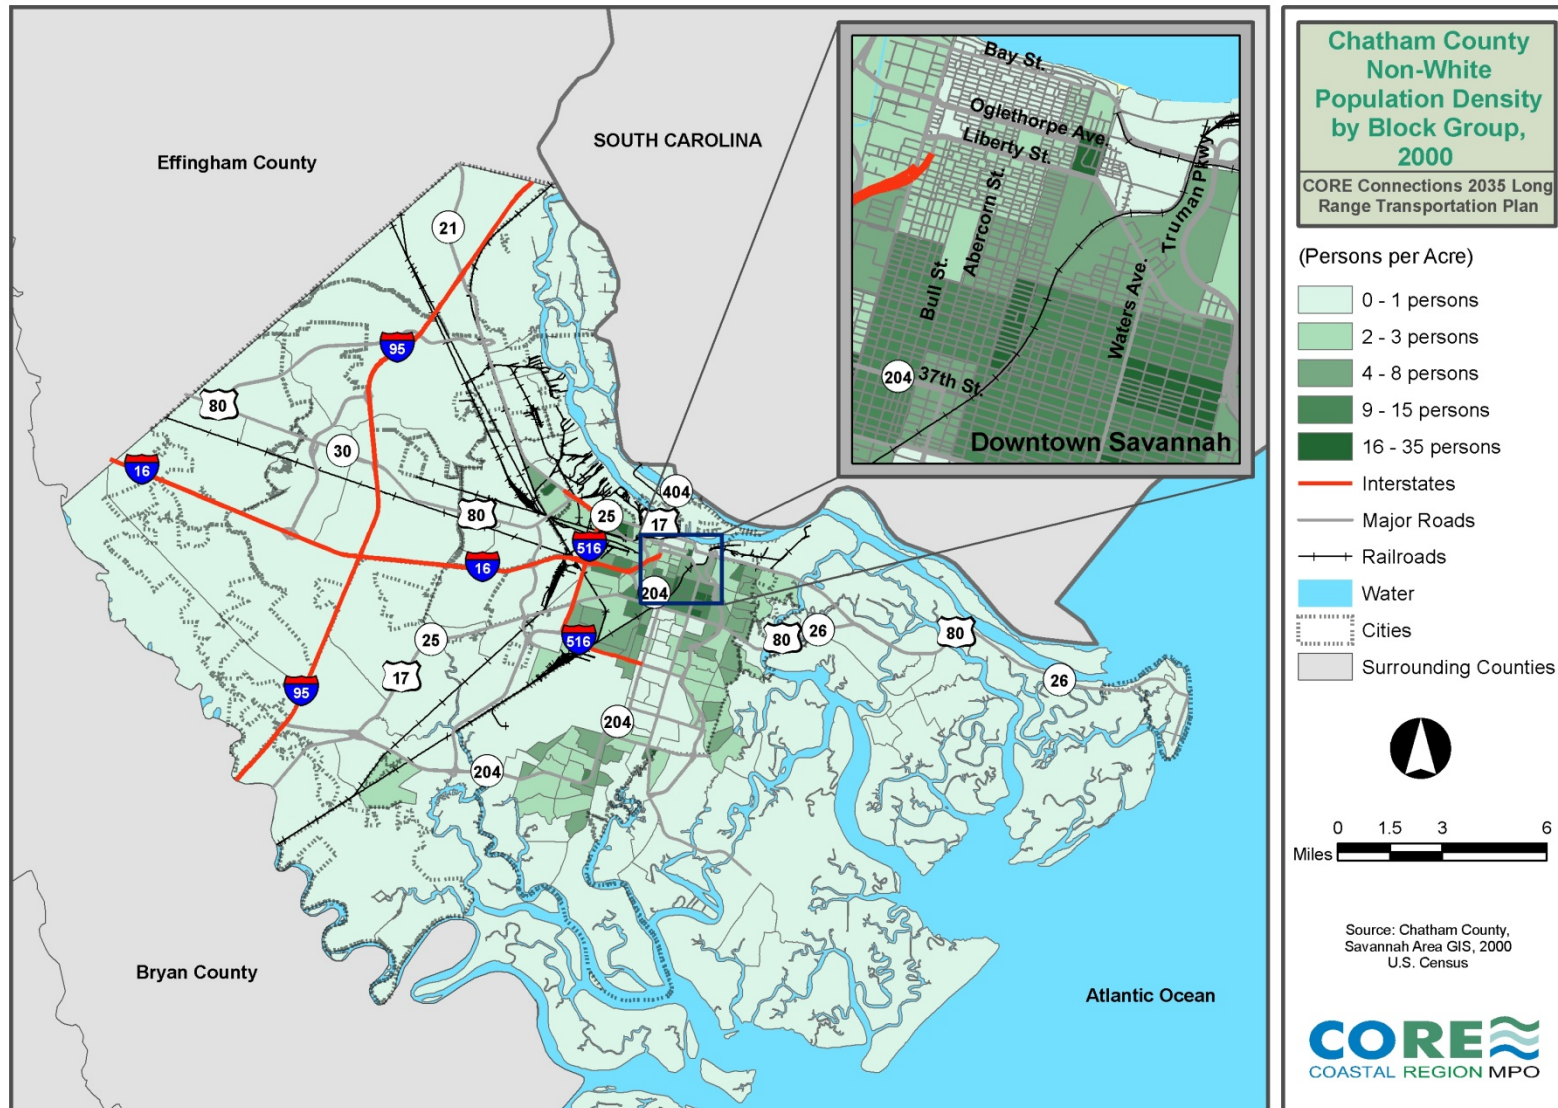 Chatham County
Non-White
Population Density
by Block Group,
2000
CORE Connections 2035 Long
Range Transportation Plan
(Persons per Acre)
0 - 1 persons
2 - 3 persons
4 - 8 persons
9 - 15 persons
16 - 35 persons
Interstates
Major Roads
Railroads
Water
Cities
Surrounding Counties
0 1.5 3 6
Miles
Source: Chatham County,
Savannah Area GIS, 2000
U.S. Census
CORE
COASTAL REGION MPO
Effingham County
SOUTH CAROLINA
Bryan County
Atlantic Ocean
21
95
80
30
16
80
25
404
17
516
16
204
516
25
17
95
80
26
80
26
204
204
Bay St.
Oglethorpe Ave.
Liberty St.
Abercorn St.
Bull St.
Truman Pkwy
Waters Ave.
204
37th St.
Downtown Savannah